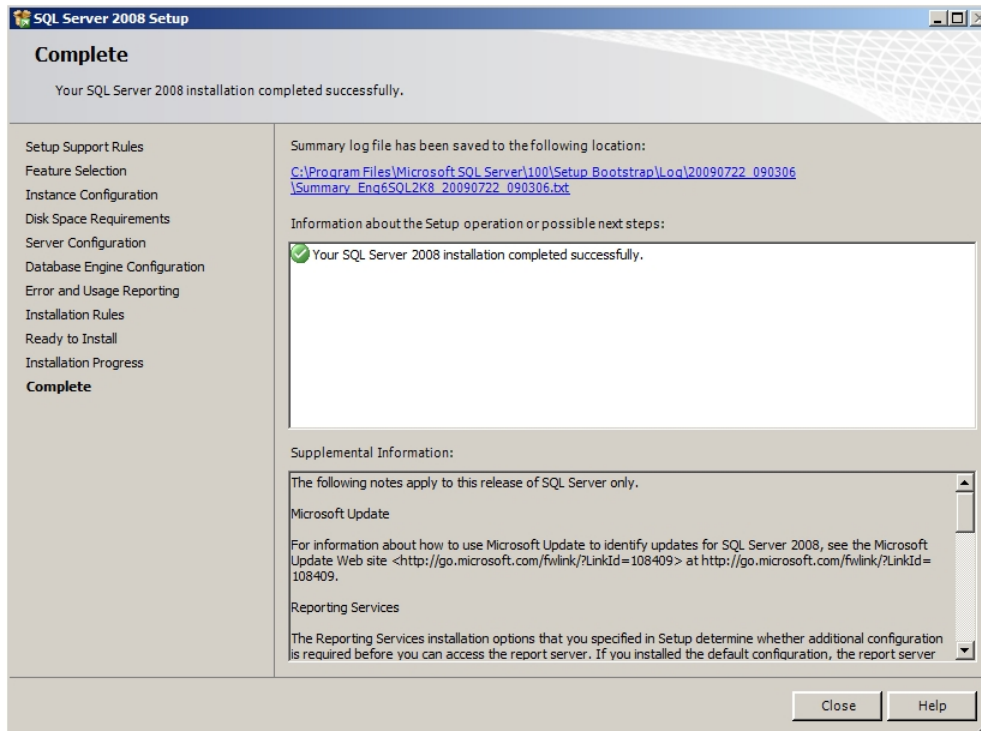 SQL Server 2008 Setup
Complete
Your SQL Server 2008 installation completed successfully.
Setup Support Rules
Feature Selection
Instance Configuration
Disk Space Requirements
Server Configuration
Database Engine Configuration
Error and Usage Reporting
Installation Rules
Ready to Install
Installation Progress
Complete
Summary log file has been saved to the following location:
C:\Program Files\Microsoft SQL Server\100\Setup Bootstrap\Log\20090722_090306
\Summary_Eng6SQL2K8_20090722_090306.txt
Information about the Setup operation or possible next steps:
Your SQL Server 2008 installation completed successfully.
Supplemental Information:
The following notes apply to this release of SQL Server only.
Microsoft Update
For information about how to use Microsoft Update to identify updates for SQL Server 2008, see the Microsoft
Update Web site <http://go.microsoft.com/fwlink/?LinkId=108409> at http://go.microsoft.com/fwlink/?LinkId=
108409.
Reporting Services
The Reporting Services installation options that you specified in Setup determine whether additional configuration
is required before you can access the report server. If you installed the default configuration, the report server
Close
Help